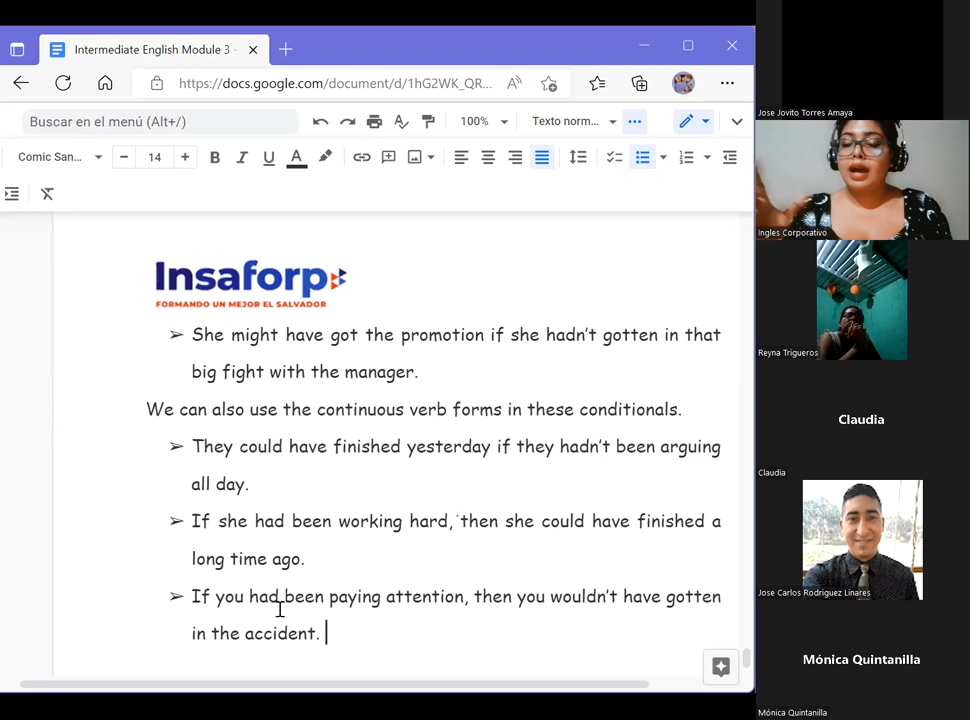 Intermediate English Module 3 -
https://docs.google.com/document/d/1hG2WK_QR...
Buscar en el menú (Alt+/)
100%
Texto norm...
Comic San...
14
Insaforp
FORMANDO UN MEJOR EL SALVADOR
➢ She might have got the promotion if she hadn't gotten in that
big fight with the manager.
We can also use the continuous verb forms in these conditionals.
➢ They could have finished yesterday if they hadn't been arguing
all day.
➢ If she had been working hard, then she could have finished a
long time ago.
➢ If you had been paying attention, then you wouldn't have gotten
in the accident.
Jose Jovito Torres Amaya
Ingles Corporativo
Reyna Trigueros
Claudia
Claudia
Jose Carlos Rodriguez Linares
Mónica Quintanilla
Mónica Quintanilla